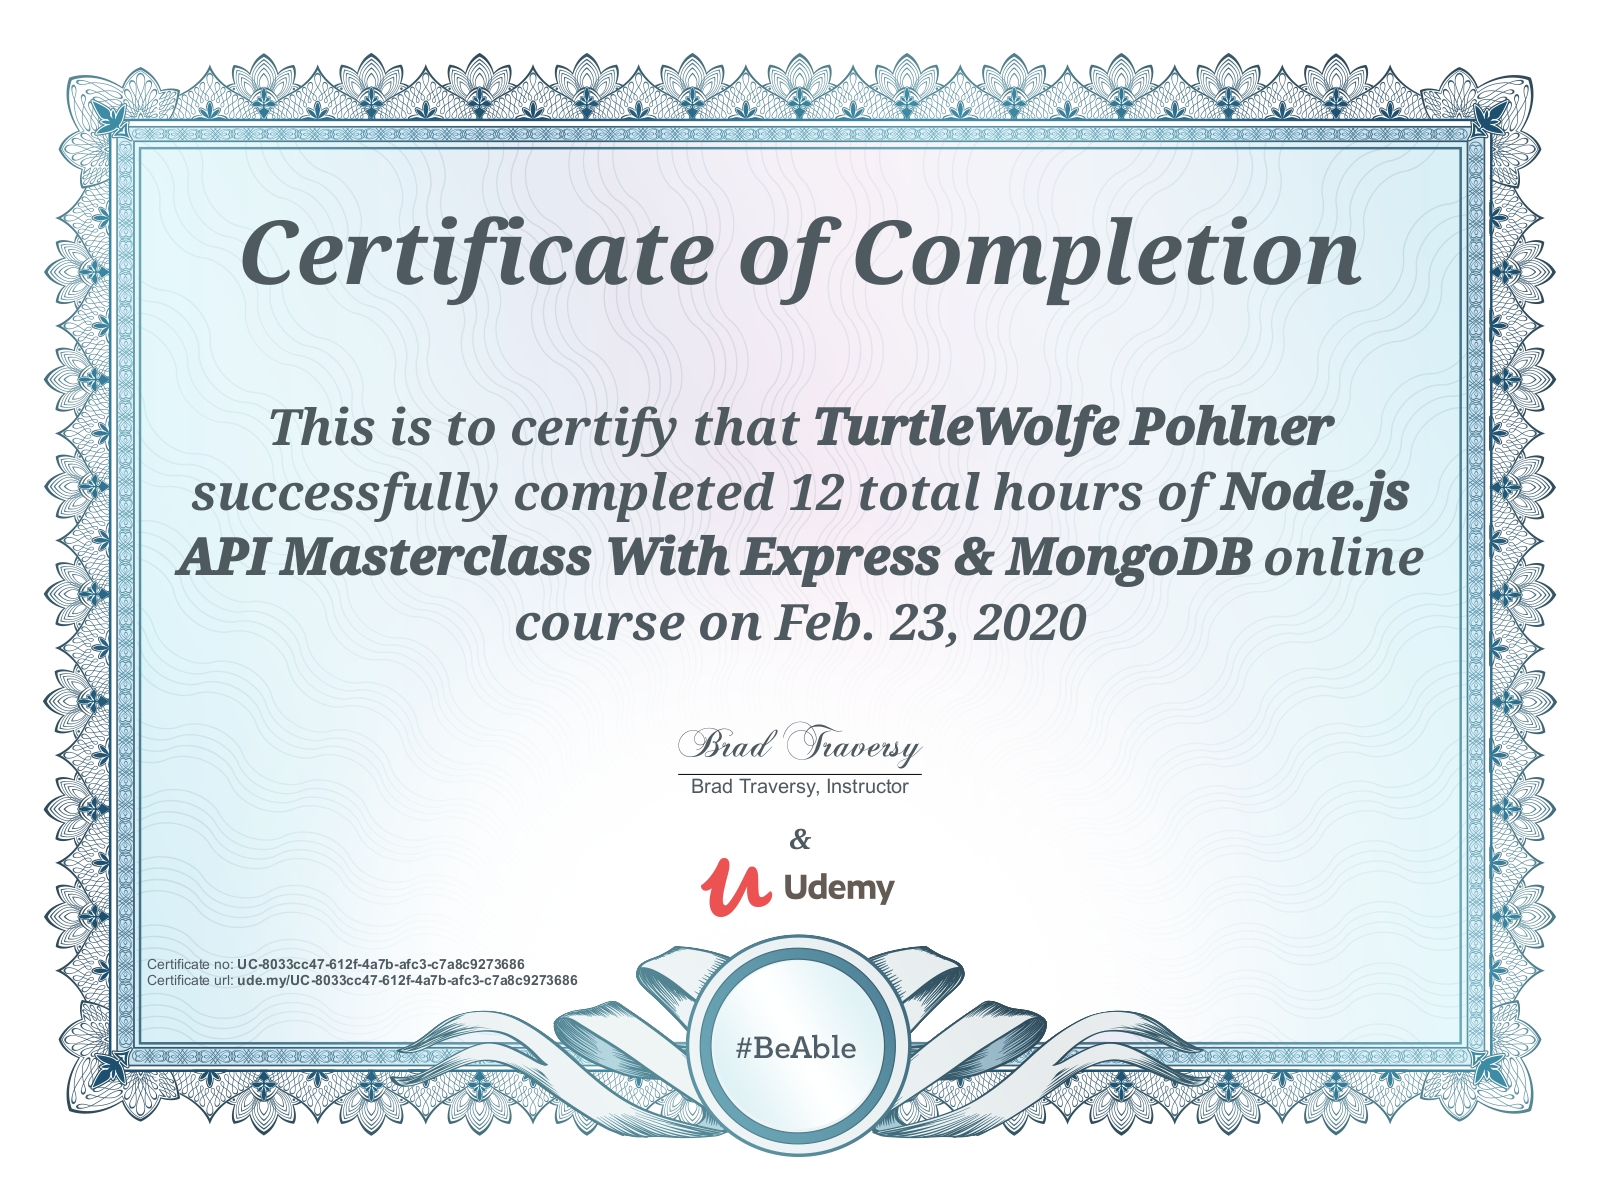 Certificate of Completion
This is to certify that TurtleWolfe Pohlner
successfully completed 12 total hours of Node.js
API Masterclass With Express & MongoDB online
course on Feb. 23, 2020
Brad Traversy
Brad Traversy, Instructor
&
Udemy
Certificate no: UC-8033cc47-612f-4a7b-afc3-c7a8c9273686
Certificate url: ude.my/UC-8033cc47-612f-4a7b-afc3-c7a8c9273686
#BeAble